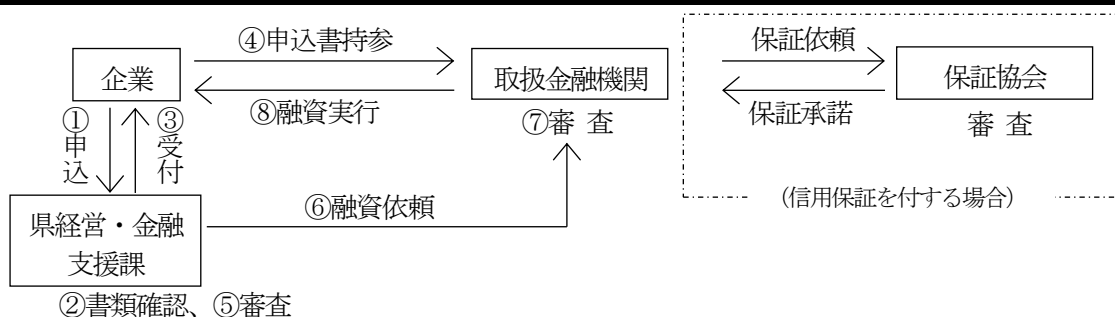 ④申込書持参
保証依頼
企業
取扱金融機関
保証協会
⑧融資実行
保証承諾
⑦審 査
審 査
①申込
③受付
⑥融資依頼
(信用保証を付する場合)
県経営・金融
支援課
②書類確認、⑤審査